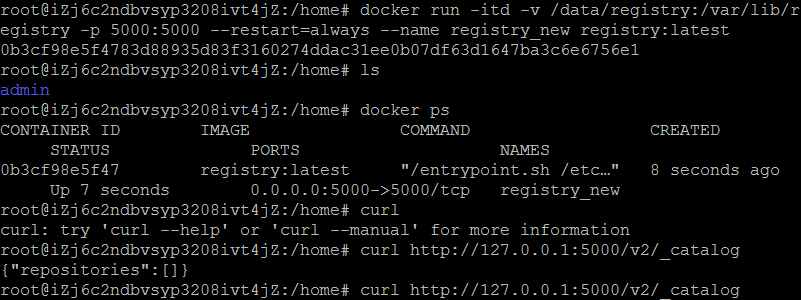 root@iZj6c2ndbvsyp3208ivt4jZ:/home# docker run -itd -v /data/registry:/var/lib/r
egistry -p 5000:5000 --restart=always --name registry_new registry:latest
0b3cf98e5f4783d88935d83f3160274ddac31ee0b07df63d1647ba3c6e6756e1
root@iZj6c2ndbvsyp3208ivt4jZ:/home# ls
admin
root@iZj6c2ndbvsyp3208ivt4jZ:/home# docker ps
CONTAINER ID        IMAGE               COMMAND                  CREATED
     STATUS              PORTS                    NAMES
0b3cf98e5f47        registry:latest     "/entrypoint.sh /etc…"   8 seconds ago
     Up 7 seconds        0.0.0.0:5000->5000/tcp   registry_new
root@iZj6c2ndbvsyp3208ivt4jZ:/home# curl
curl: try 'curl --help' or 'curl --manual' for more information
root@iZj6c2ndbvsyp3208ivt4jZ:/home# curl http://127.0.0.1:5000/v2/_catalog
{"repositories":[]}
root@iZj6c2ndbvsyp3208ivt4jZ:/home# curl http://127.0.0.1:5000/v2/_catalog